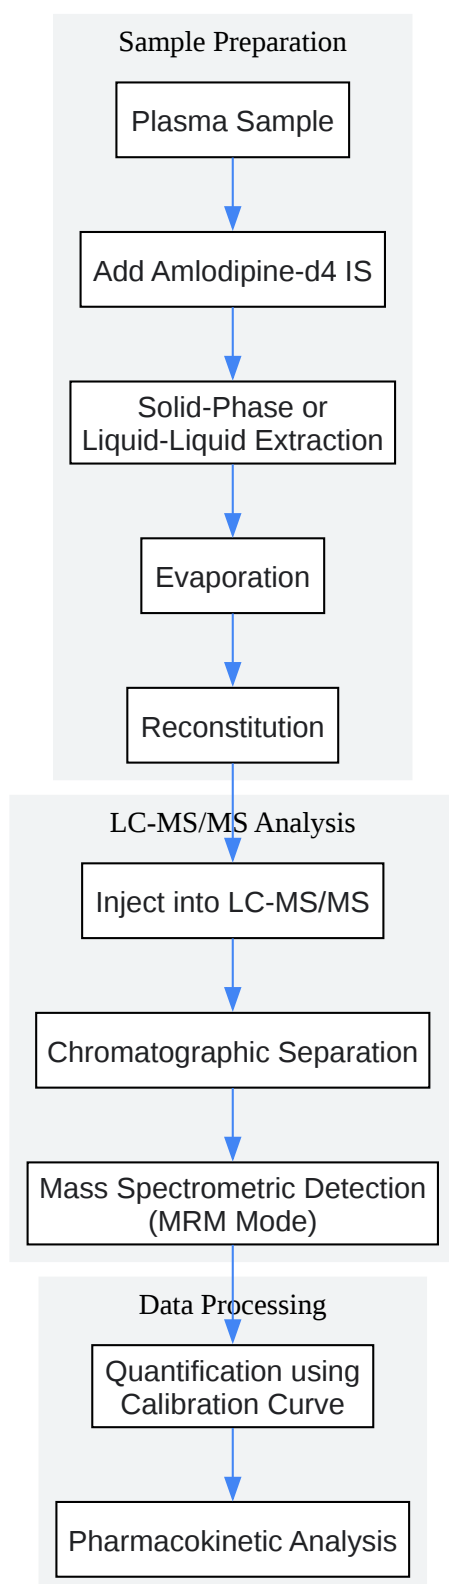 Sample Preparation
Plasma Sample
Add Amlodipine-d4 IS
Solid-Phase or
Liquid-Liquid Extraction
Evaporation
Reconstitution
LC-MS/MS Analysis
Inject into LC-MS/MS
Chromatographic Separation
Mass Spectrometric Detection
(MRM Mode)
Data Processing
Quantification using
Calibration Curve
Pharmacokinetic Analysis